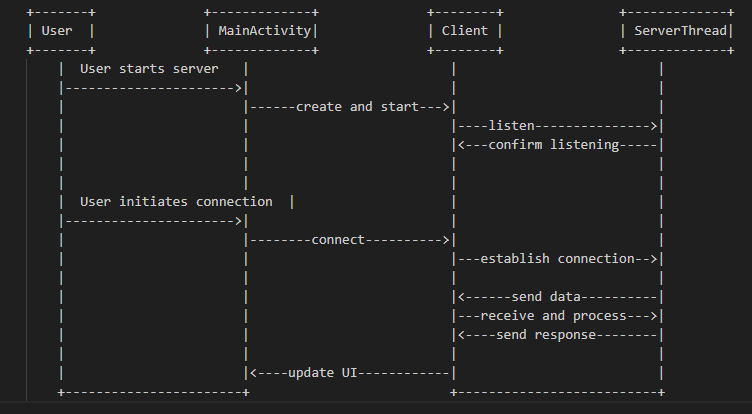 +-------+               +-------------+              +--------+               +-------------+
| User  |               | MainActivity|              | Client |               | ServerThread|
+-------+               +-------------+              +--------+               +-------------+
    |  User starts server   |                          |                          |
    |---------------------->|                          |                          |
    |                       |------create and start--->|                          |
    |                       |                          |----listen--------------->|
    |                       |                          |<---confirm listening-----|
    |                       |                          |                          |
    |                       |                          |                          |
    |  User initiates connection  |                    |                          |
    |---------------------->|                          |                          |
    |                       |--------connect---------->|                          |
    |                       |                          |---establish connection-->|
    |                       |                          |                          |
    |                       |                          |<------send data----------|
    |                       |                          |---receive and process--->|
    |                       |                          |<----send response--------|
    |                       |                          |                          |
    |                       |<----update UI------------|                          |
    +-----------------------+                          +--------------------------+